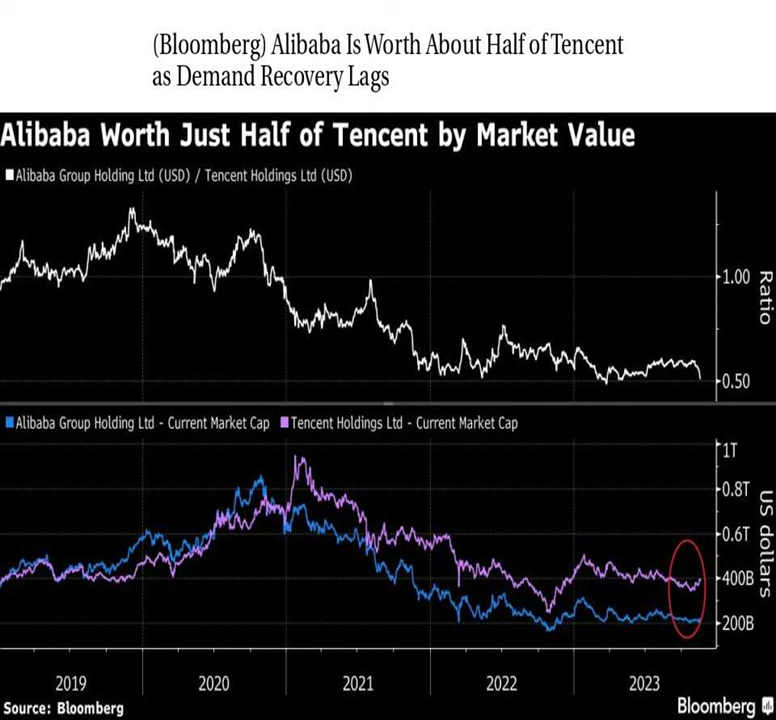 (Bloomberg) Alibaba Is Worth About Half of Tencent
as Demand Recovery Lags
Alibaba Worth Just Half of Tencent by Market Value
Alibaba Group Holding Ltd (USD) / Tencent Holdings Ltd (USD)
1.00
Ratio
0.50
Alibaba Group Holding Ltd - Current Market Cap Tencent Holdings Ltd - Current Market Cap
1T
0.8T
0.6T
400B
200B
US dollars
2019 2020 2021 2022 2023
Source: Bloomberg
Bloomberg